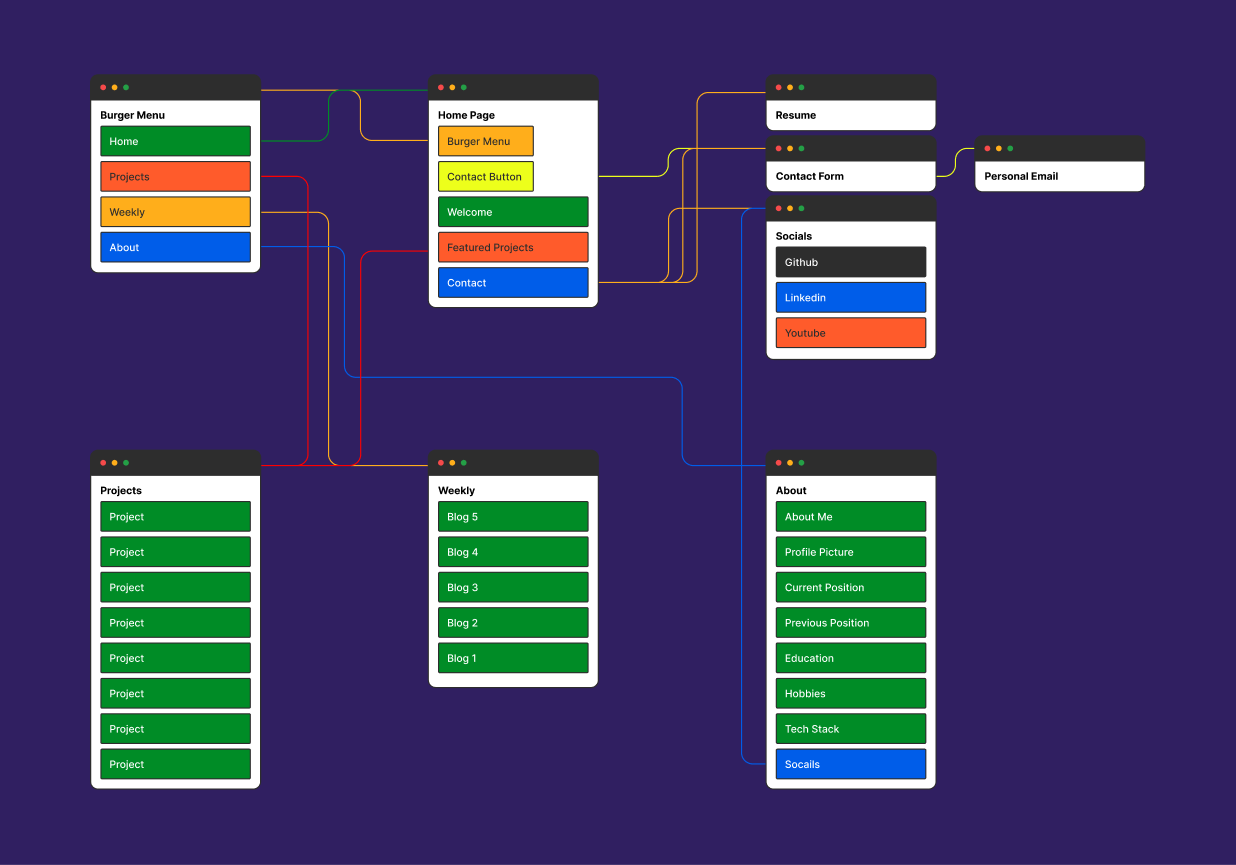 Burger Menu
Home
Projects
Weekly
About
Home Page
Burger Menu
Contact Button
Welcome
Featured Projects
Contact
Resume
Contact Form
Personal Email
Socials
Github
Linkedin
Youtube
Projects
Project
Project
Project
Project
Project
Project
Project
Project
Weekly
Blog 5
Blog 4
Blog 3
Blog 2
Blog 1
About
About Me
Profile Picture
Current Position
Previous Position
Education
Hobbies
Tech Stack
Socails